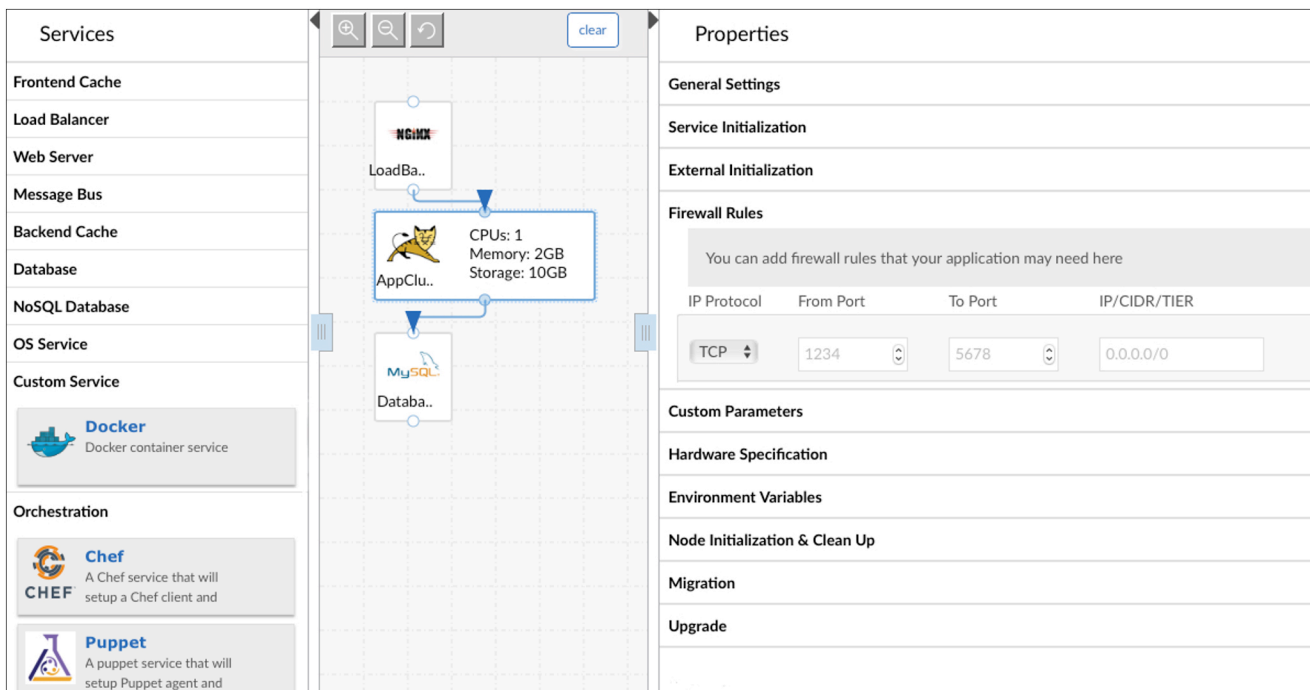 Services
Frontend Cache
Load Balancer
Web Server
Message Bus
Backend Cache
Database
NoSQL Database
OS Service
Custom Service
Docker
Docker container service
Orchestration
CHEF
Chef
A Chef service that will
setup a Chef client and
Puppet
A puppet service that will
setup Puppet agent and
clear
NGiNX
LoadBa..
CPUs: 1
Memory: 2GB
Storage: 10GB
AppClu..
MySQL
Databa..
Properties
General Settings
Service Initialization
External Initialization
Firewall Rules
You can add firewall rules that your application may need here
IP Protocol From Port To Port IP/CIDR/TIER
TCP 1234 5678 0.0.0.0/0
Custom Parameters
Hardware Specification
Environment Variables
Node Initialization & Clean Up
Migration
Upgrade